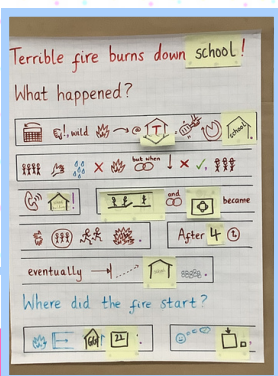 Terrible fire burns down school!
What happened?
!, wild → @ T , school.
× but when ↓ × ✓,
!
and became
.
After 4
eventually → .
Where did the fire start?
22 .
.